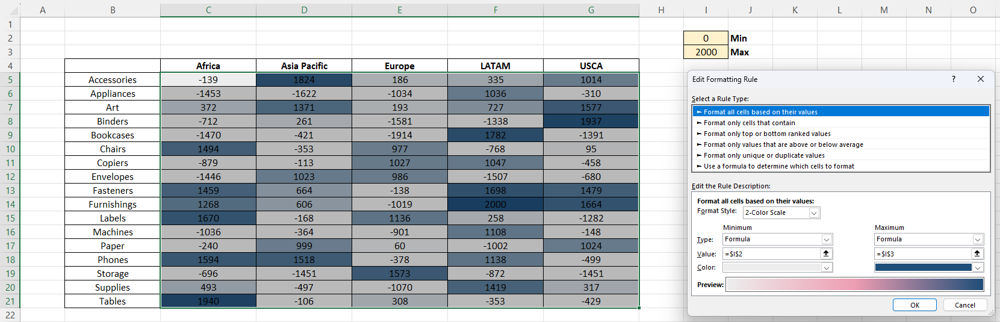 A B C D E F G H I J K L M N O
1
2 0 Min
3 2000 Max
4 Africa Asia Pacific Europe LATAM USCA
5 Accessories -139 1824 186 335 1014
6 Appliances -1453 -1622 -1034 1036 -310
7 Art 372 1371 193 727 1577
8 Binders -712 261 -1581 -1338 1937
9 Bookcases -1470 -421 -1914 1782 -1391
10 Chairs 1494 -353 977 -768 95
11 Copiers -879 -113 1027 1047 -458
12 Envelopes -1446 1023 986 -1507 -680
13 Fasteners 1459 664 -138 1698 1479
14 Furnishings 1268 606 -1019 2000 1664
15 Labels 1670 -168 1136 258 -1282
16 Machines -1036 -364 -901 1108 -148
17 Paper -240 999 60 -1002 1024
18 Phones 1594 1518 -378 1138 -499
19 Storage -696 -1451 1573 -872 -1451
20 Supplies 493 -497 -1070 1419 317
21 Tables 1940 -106 308 -353 -429
22
Edit Formatting Rule ? ×
Select a Rule Type:
► Format all cells based on their values
► Format only cells that contain
► Format only top or bottom ranked values
► Format only values that are above or below average
► Format only unique or duplicate values
► Use a formula to determine which cells to format
Edit the Rule Description:
Format all cells based on their values:
Format Style: 2-Color Scale
Minimum Maximum
Type: Formula Formula
Value: =$I$2 =$I$3
Color:
Preview:
OK Cancel